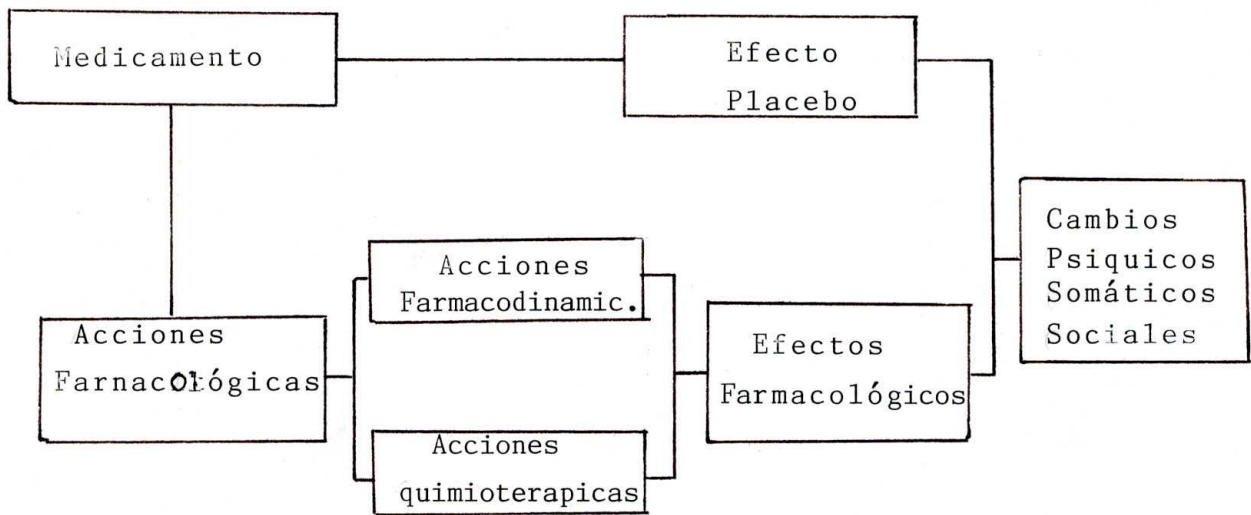 Medicamento
Efecto
Placebo
Cambios
Psiquicos
Somáticos
Sociales
Acciones
Farmacodinamic.
Acciones
Farnacológicas
Efectos
Farmacológicos
Acciones
quimioterapicas